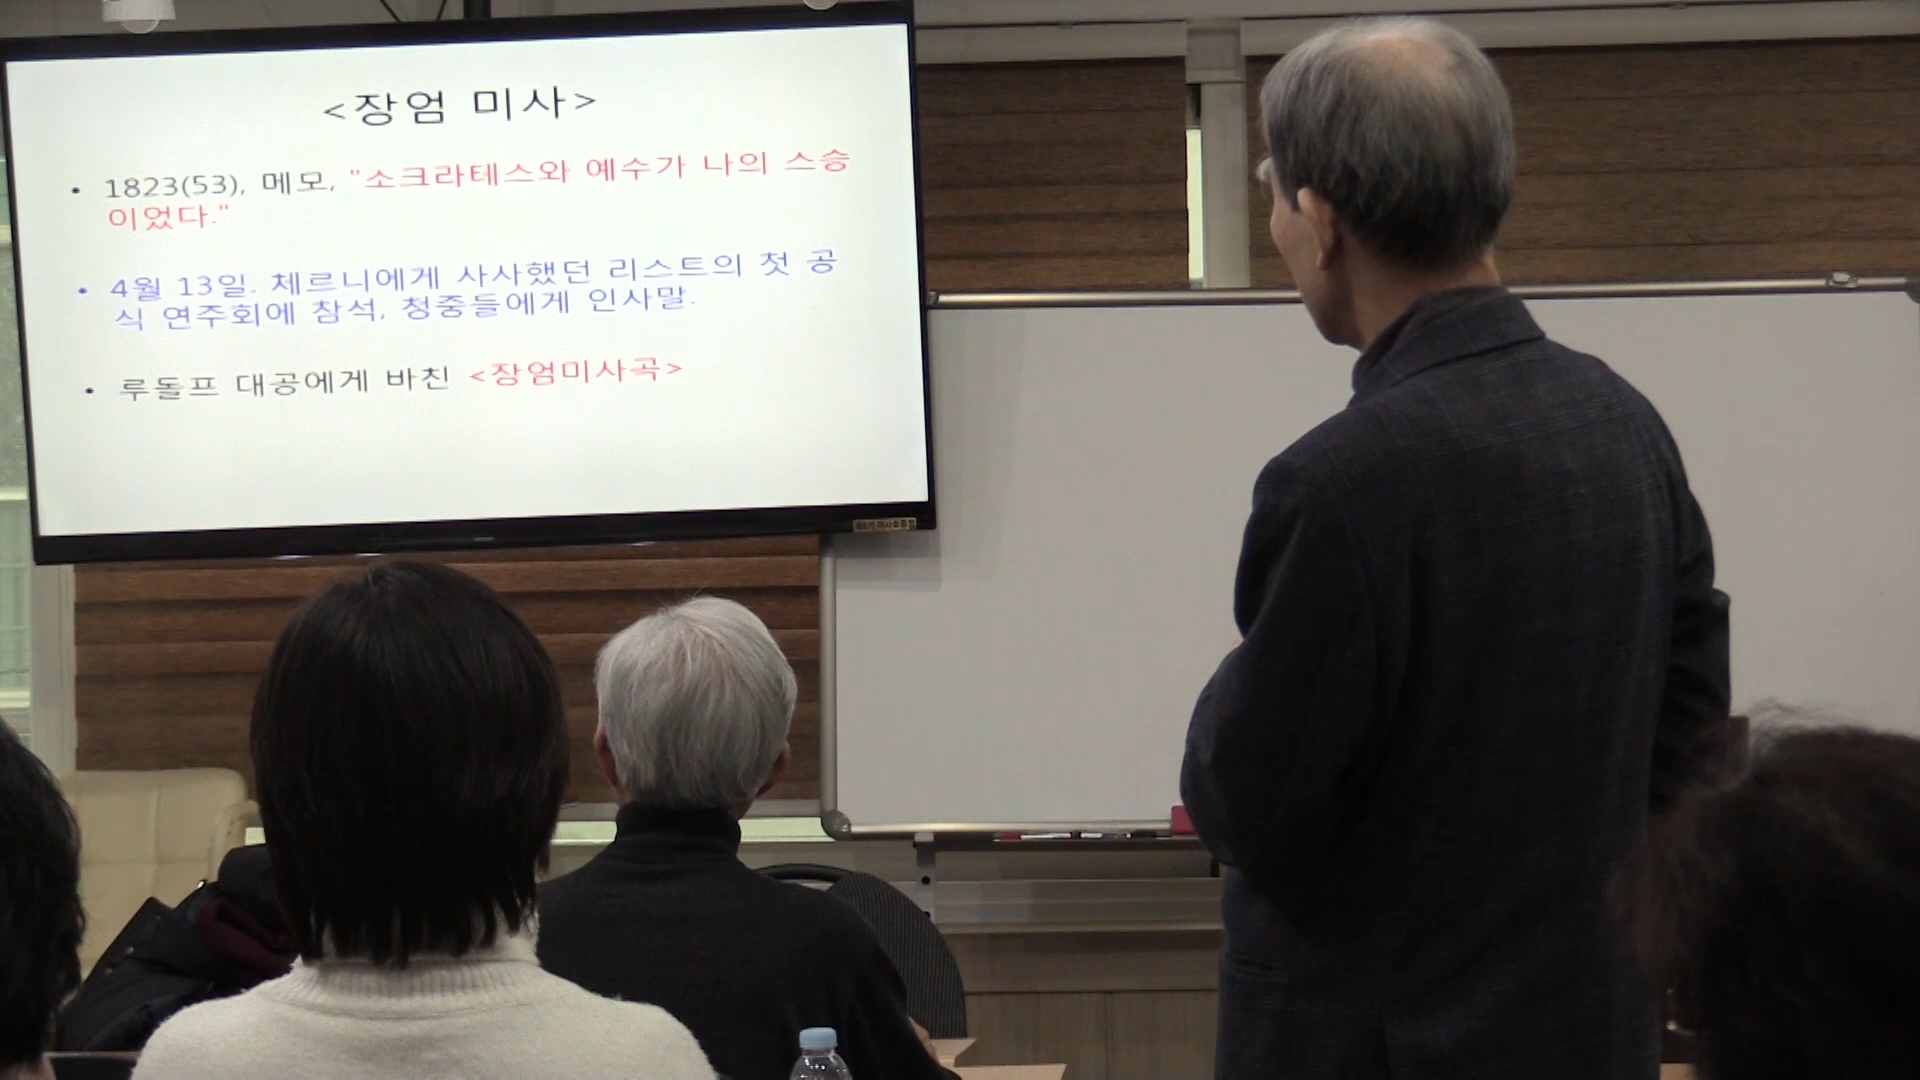 <장엄 미사>
• 1823(53), 메모, "소크라테스와 예수가 나의 스승
이었다."
• 4월 13일. 체르니에게 사사했던 리스트의 첫 공
식 연주회에 참석, 청중들에게 인사말.
• 루돌프 대공에게 바친 <장엄미사곡>